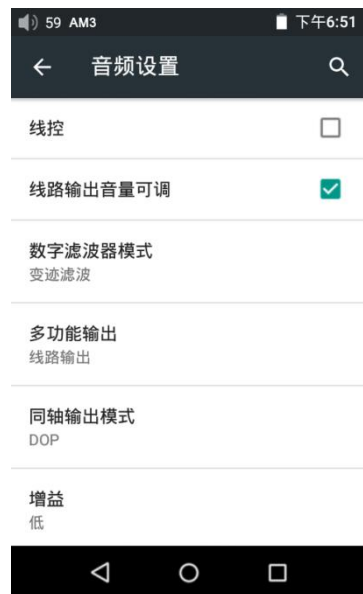 59 AM3 下午6:51
音频设置
线控
线路输出音量可调
数字滤波器模式
变迹滤波
多功能输出
线路输出
同轴输出模式
DOP
增益
低